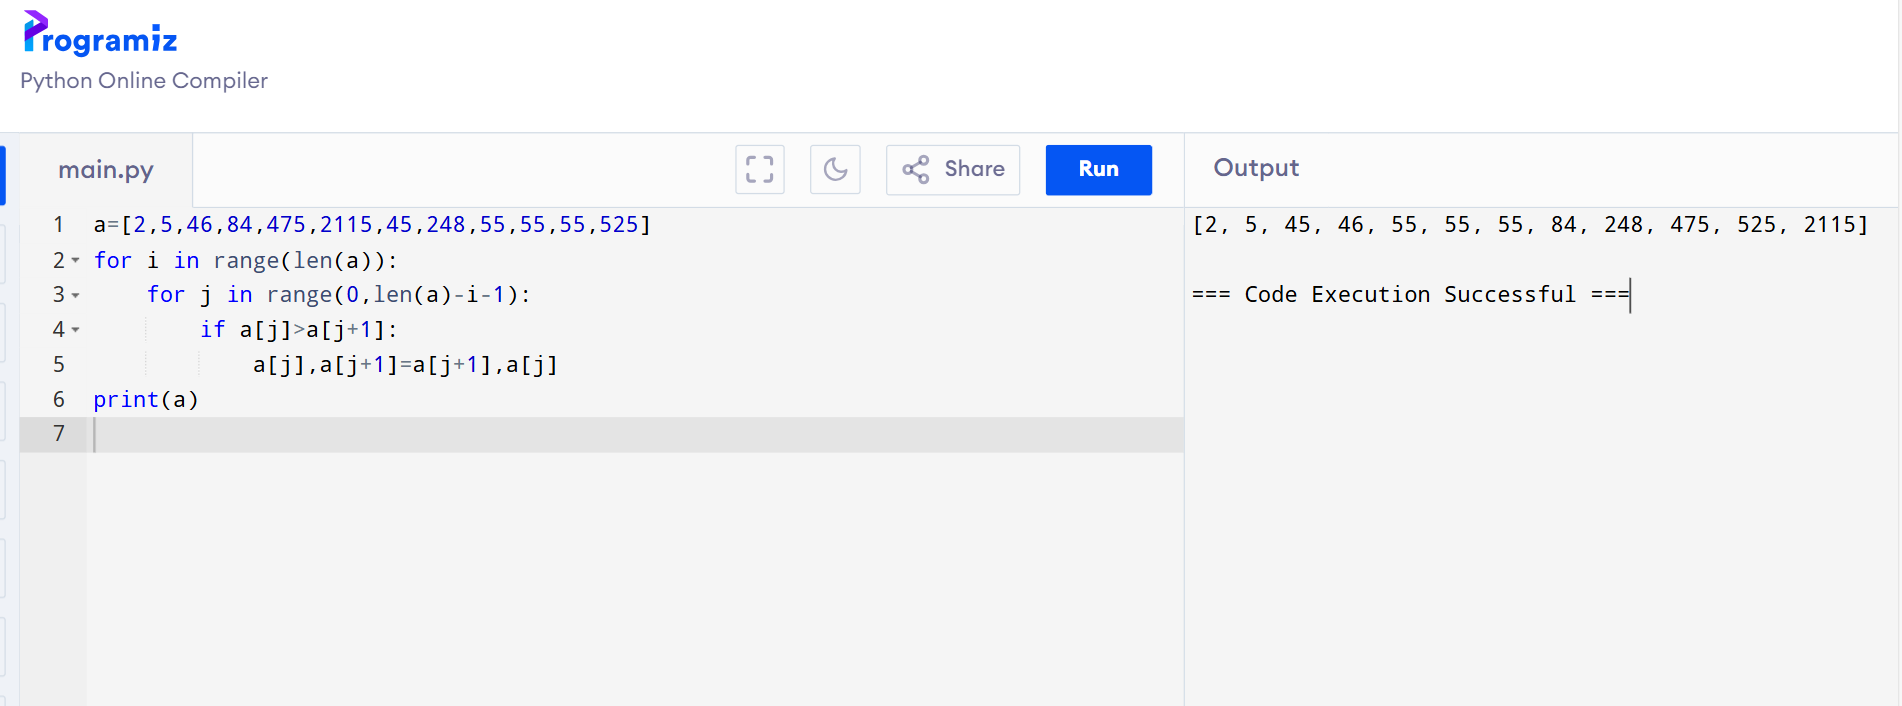 Programiz
Python Online Compiler
main.py
Share
Run
Output
1 a=[2,5,46,84,475,2115,45,248,55,55,55,525]
2 for i in range(len(a)):
3     for j in range(0,len(a)-i-1):
4         if a[j]>a[j+1]:
5             a[j],a[j+1]=a[j+1],a[j]
6 print(a)
7
[2, 5, 45, 46, 55, 55, 55, 84, 248, 475, 525, 2115]
=== Code Execution Successful ===